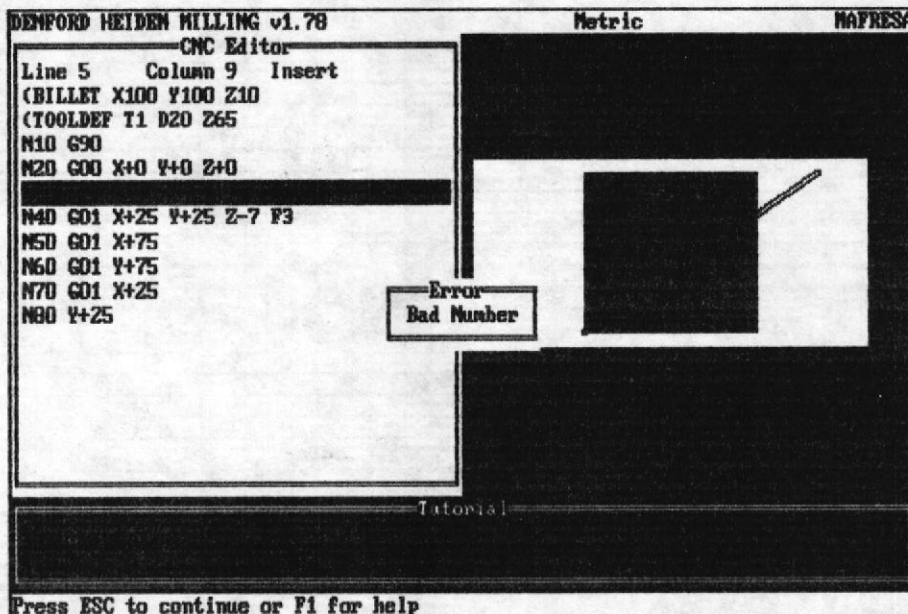 DENFORD HEIDEN MILLING v1.78 Metric MAFRESA
CNC Editor
Line 5 Column 9 Insert
(BILLET X100 Y100 Z10
(TOOLDEF T1 D20 Z65
N10 G90
N20 G00 X+0 Y+0 Z+0
N40 G01 X+25 Y+25 Z-7 F3
N50 G01 X+75
N60 G01 Y+75
N70 G01 X+25
N80 Y+25
Error
Bad Number
Tutorial
Press ESC to continue or F1 for help